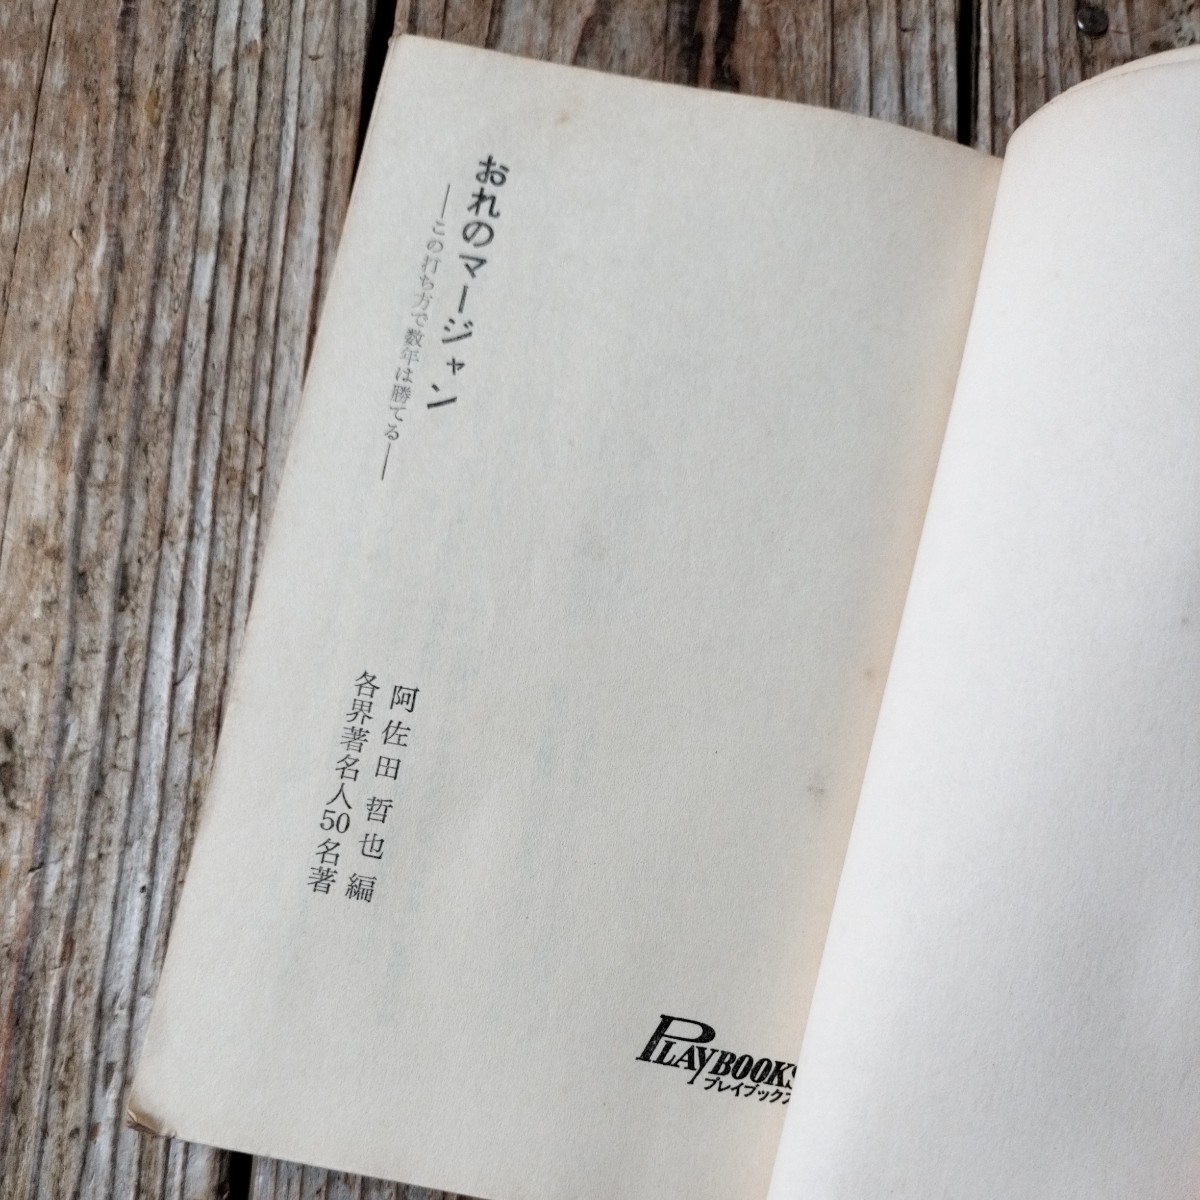 おれのマージャン
―この打ち方で数年は勝てる―
阿佐田哲也編
各界著名人50名著
PLAYBOOKS
プレイブックス